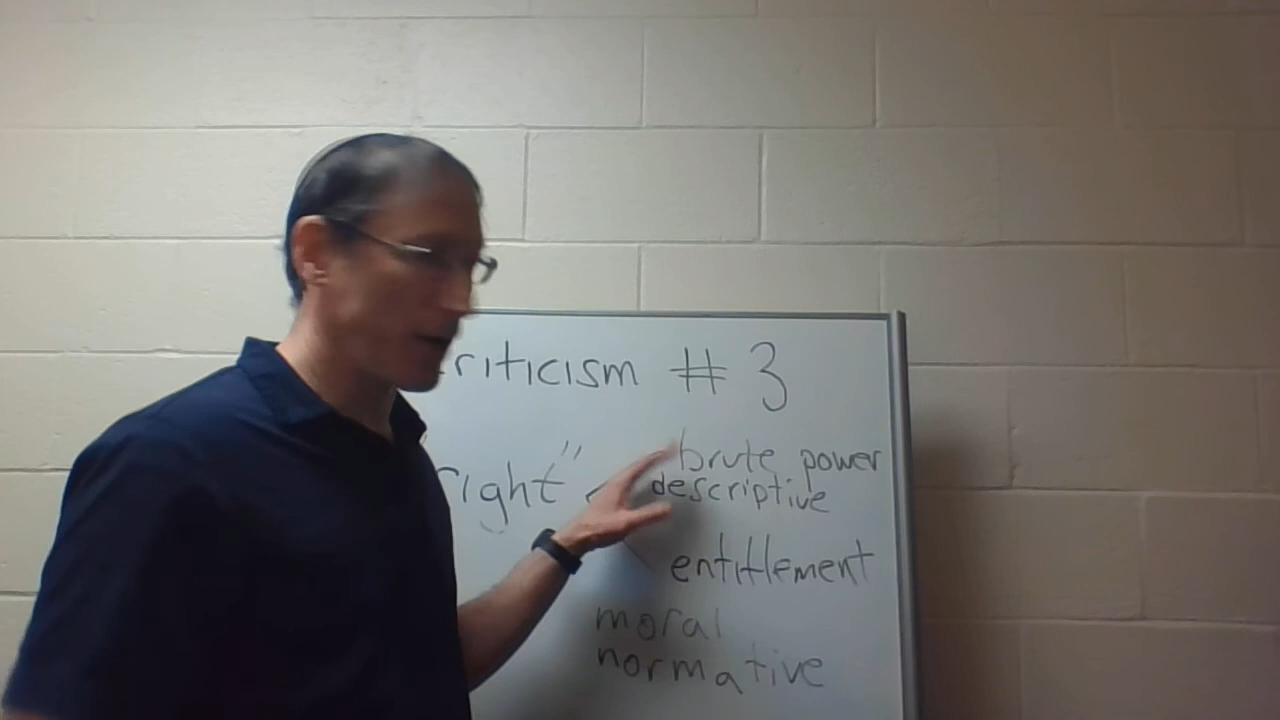 riticism # 3
right" brute power
descriptive
entitlement
moral
normative